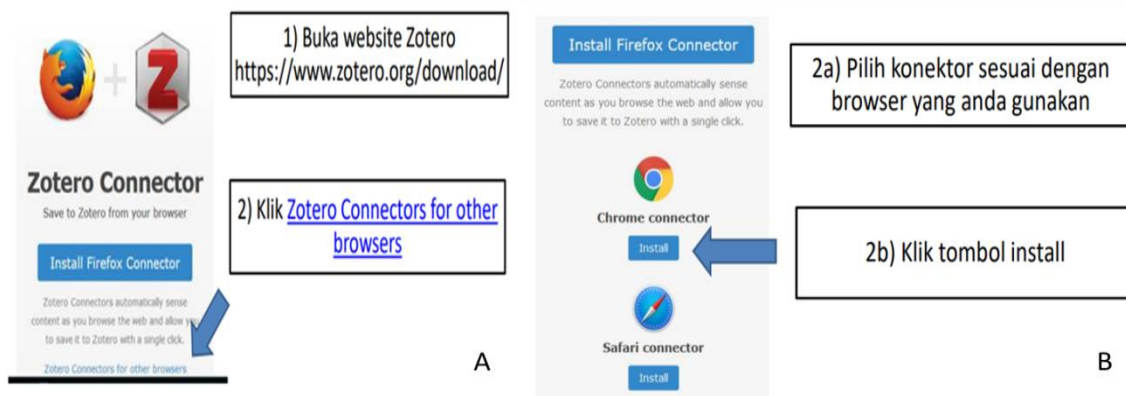 Zotero Connector
Save to Zotero from your browser
Install Firefox Connector
Zotero Connectors automatically sense
content as you browse the web and allow you
to save it to Zotero with a single click.
Zotero Connectors for other browsers
1) Buka website Zotero
https://www.zotero.org/download/
2) Klik Zotero Connectors for other
browsers
A
Install Firefox Connector
Zotero Connectors automatically sense
content as you browse the web and allow you
to save it to Zotero with a single click.
Chrome connector
Install
Safari connector
Install
2a) Pilih konektor sesuai dengan
browser yang anda gunakan
2b) Klik tombol install
B